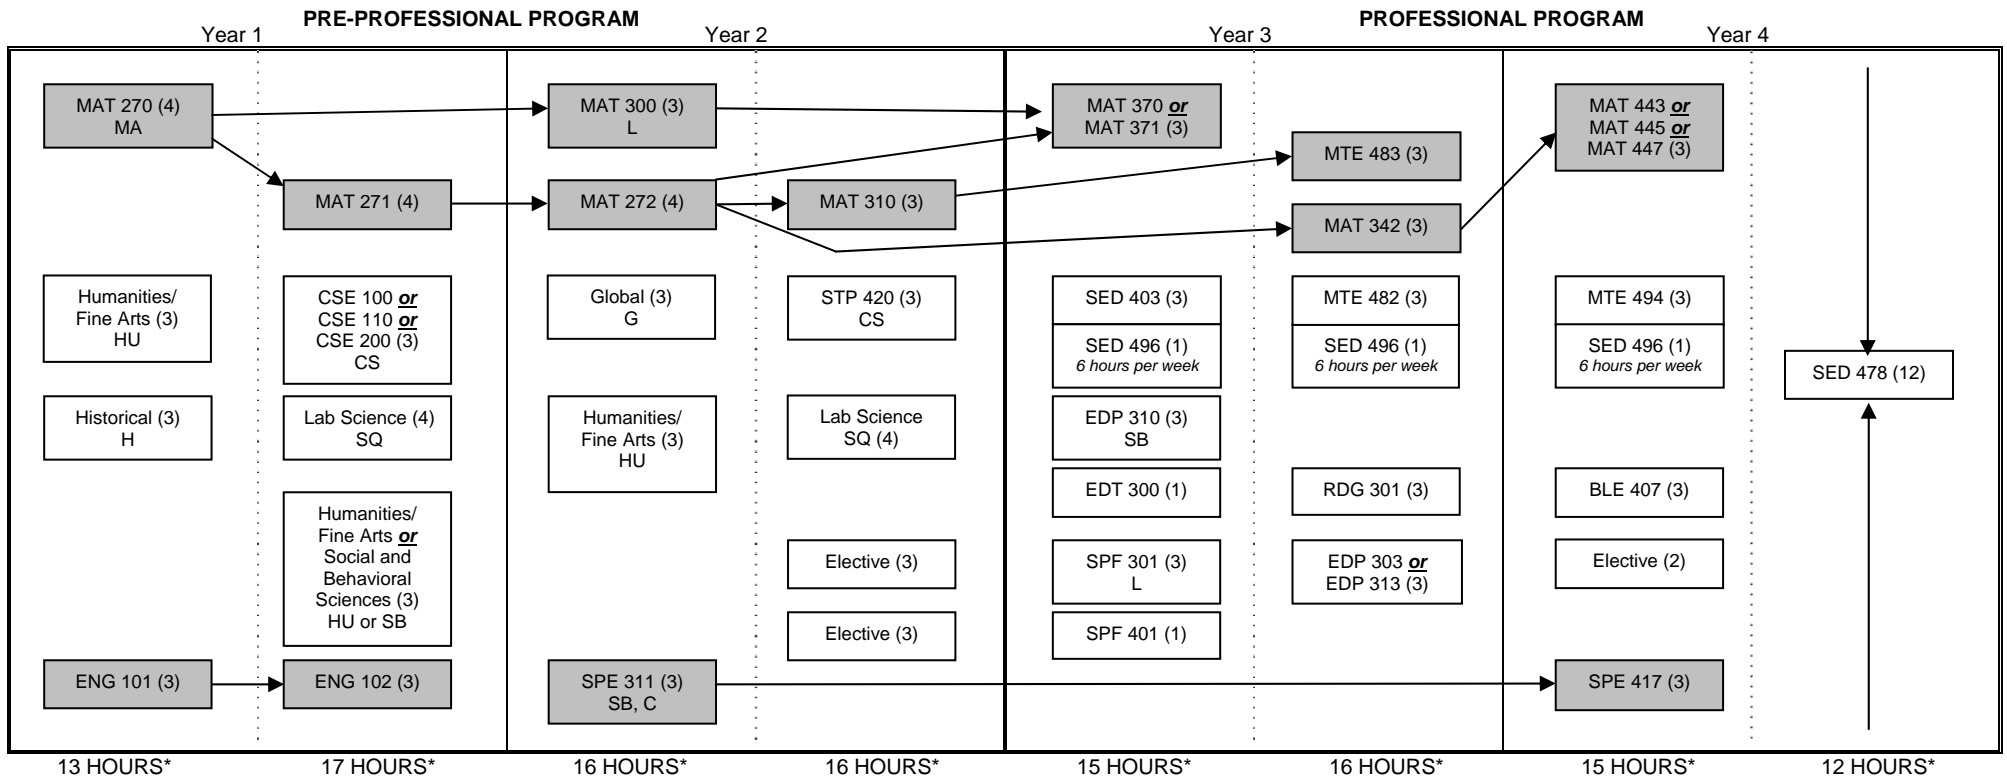 PRE-PROFESSIONAL PROGRAM
PROFESSIONAL PROGRAM
Year 1
Year 2
Year 3
Year 4
MAT 270 (4)
MA
Humanities/
Fine Arts (3)
HU
Historical (3)
H
ENG 101 (3)
13 HOURS*
MAT 271 (4)
CSE 100 or
CSE 110 or
CSE 200 (3)
CS
Lab Science (4)
SQ
Humanities/
Fine Arts or
Social and
Behavioral
Sciences (3)
HU or SB
ENG 102 (3)
17 HOURS*
MAT 300 (3)
L
MAT 272 (4)
Global (3)
G
Humanities/
Fine Arts (3)
HU
SPE 311 (3)
SB, C
16 HOURS*
MAT 310 (3)
STP 420 (3)
CS
Lab Science
SQ (4)
Elective (3)
Elective (3)
16 HOURS*
MAT 370 or
MAT 371 (3)
SED 403 (3)
SED 496 (1)
6 hours per week
EDP 310 (3)
SB
EDT 300 (1)
SPF 301 (3)
L
SPF 401 (1)
15 HOURS*
MTE 483 (3)
MAT 342 (3)
MTE 482 (3)
SED 496 (1)
6 hours per week
RDG 301 (3)
EDP 303 or
EDP 313 (3)
16 HOURS*
MAT 443 or
MAT 445 or
MAT 447 (3)
MTE 494 (3)
SED 496 (1)
6 hours per week
BLE 407 (3)
Elective (2)
SPE 417 (3)
15 HOURS*
SED 478 (12)
12 HOURS*